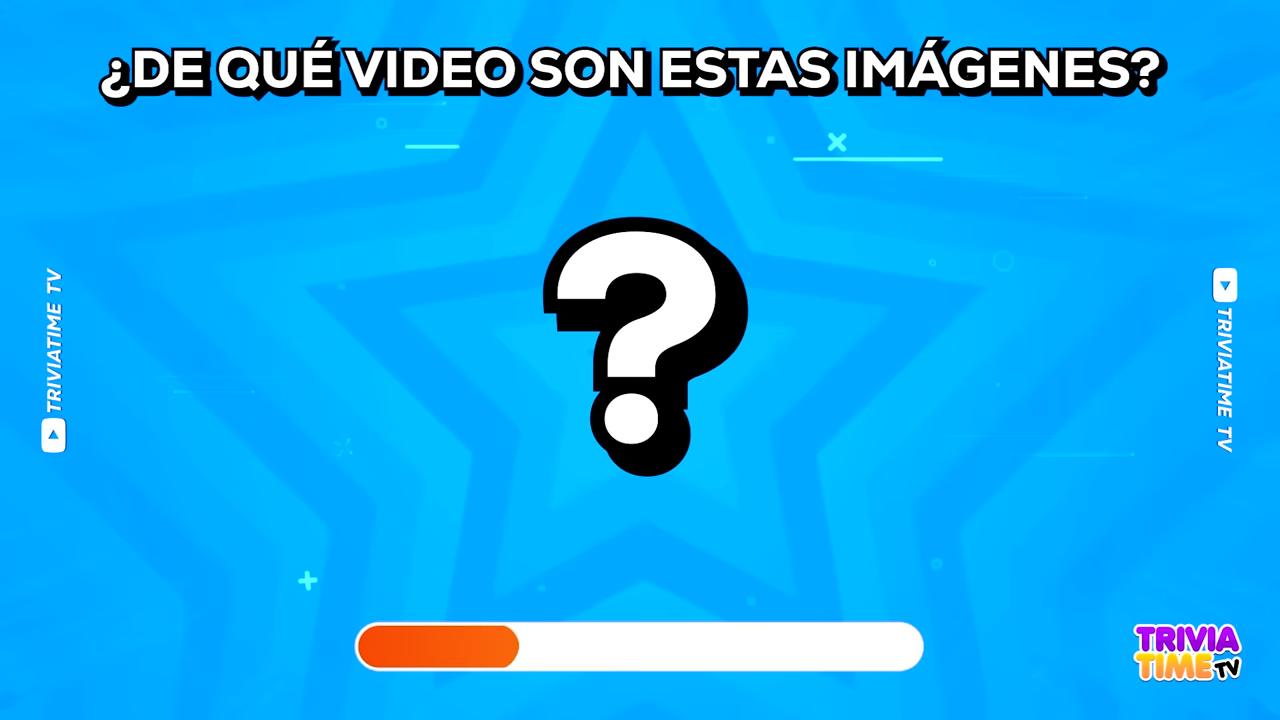 ¿DE QUÉ VIDEO SON ESTAS IMÁGENES?
?
TRIVIATIME TV
TRIVIATIME TV
TRIVIA
TIME TV